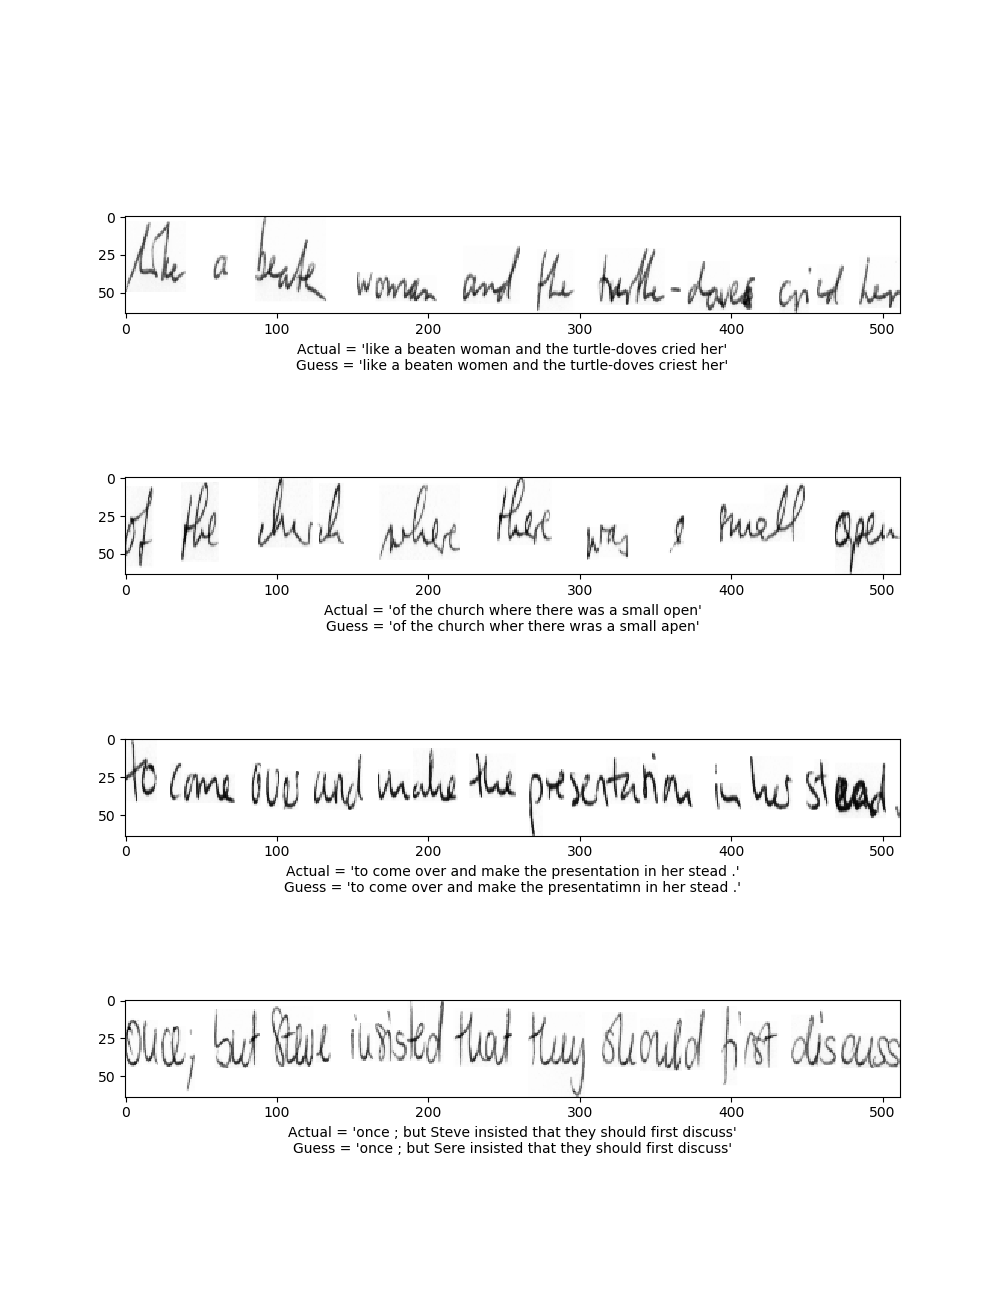 0
25
50
like a beaten woman and the turtle-doves cried her
0 100 200 300 400 500
Actual = 'like a beaten woman and the turtle-doves cried her'
Guess = 'like a beaten women and the turtle-doves criest her'
0
25
50
of the church where there was a small open
0 100 200 300 400 500
Actual = 'of the church where there was a small open'
Guess = 'of the church wher there wras a small apen'
0
25
50
to come over and make the presentation in her stead .
0 100 200 300 400 500
Actual = 'to come over and make the presentation in her stead .'
Guess = 'to come over and make the presentatimn in her stead .'
0
25
50
once ; but Steve insisted that they should first discuss
0 100 200 300 400 500
Actual = 'once ; but Steve insisted that they should first discuss'
Guess = 'once ; but Sere insisted that they should first discuss'